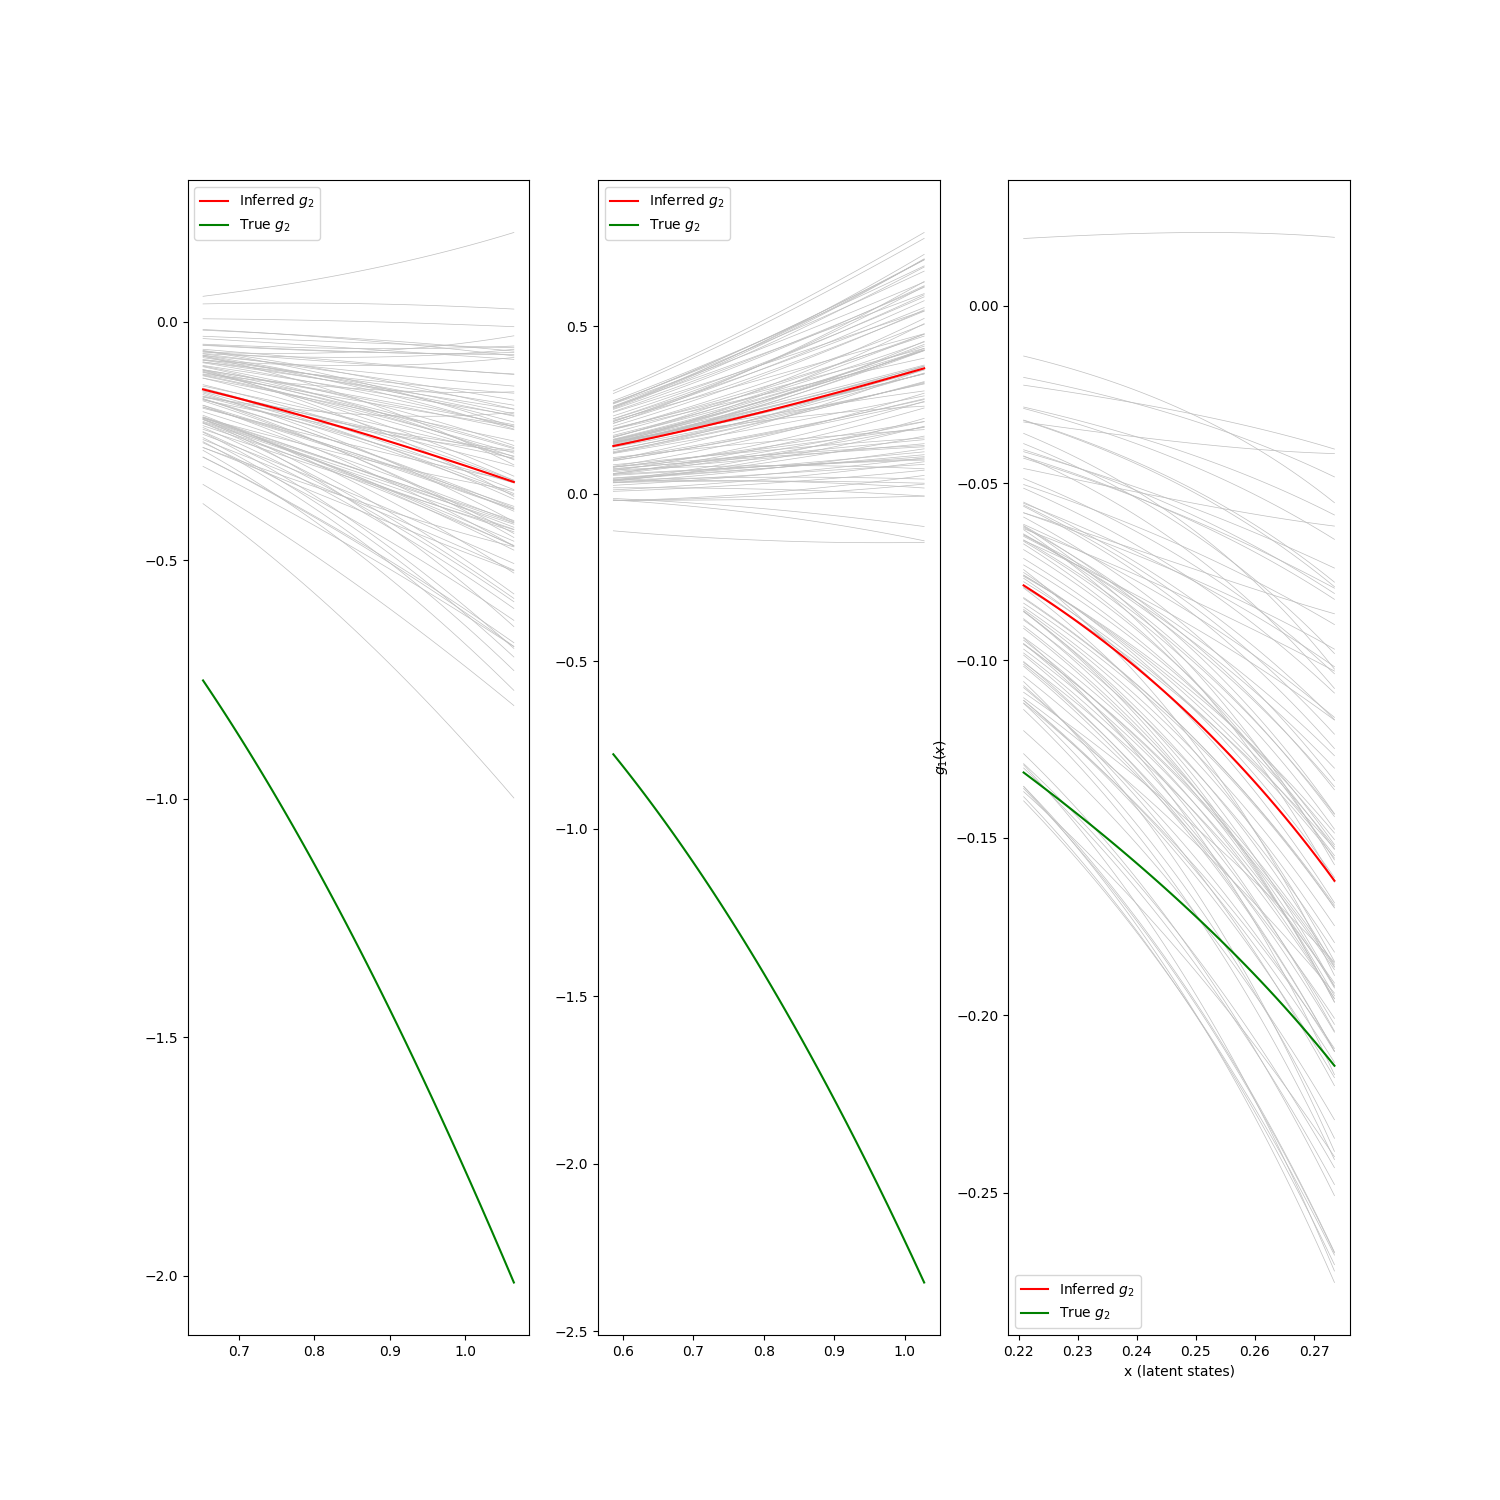 Inferred g₂
True g₂
0.0
−0.5
−1.0
−1.5
−2.0
0.7 0.8 0.9 1.0
Inferred g₂
True g₂
0.5
0.0
−0.5
−1.0
−1.5
−2.0
−2.5
0.6 0.7 0.8 0.9 1.0
g₁(x)
0.00
−0.05
−0.10
−0.15
−0.20
−0.25
Inferred g₂
True g₂
0.22 0.23 0.24 0.25 0.26 0.27
x (latent states)